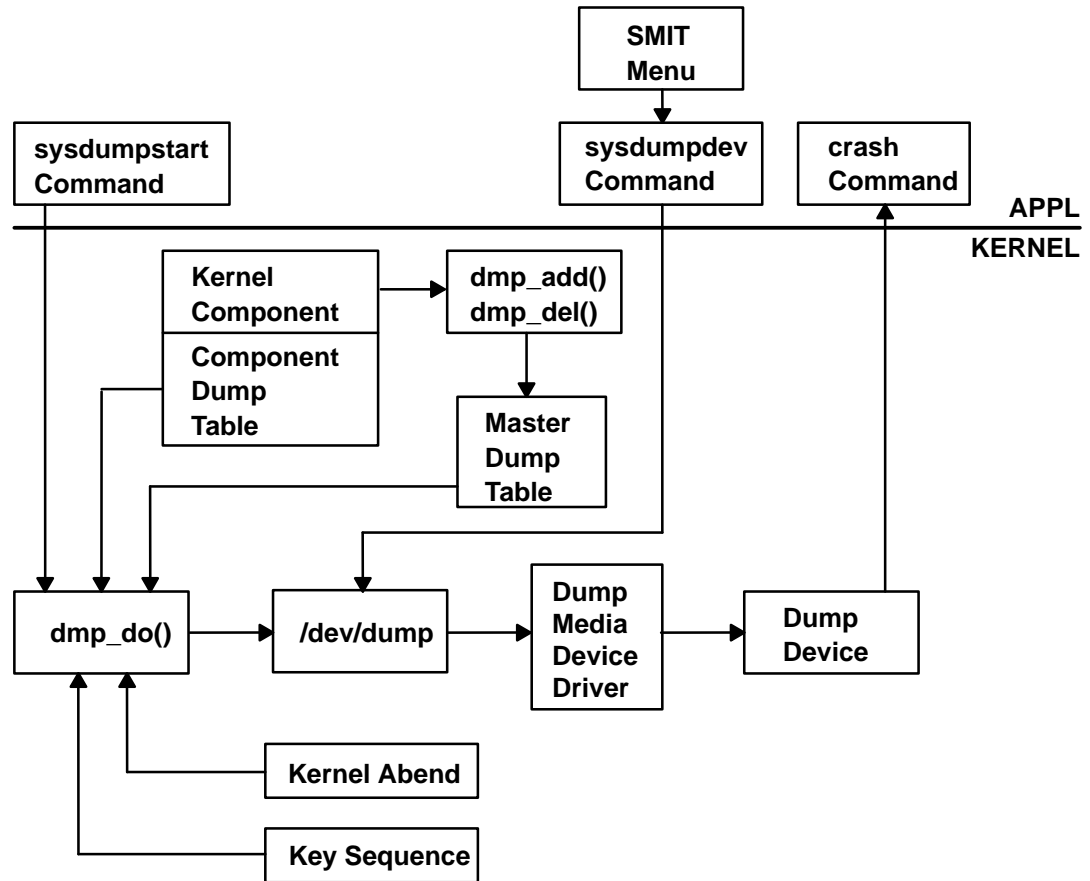 SMIT
Menu
sysdumpstart
Command
sysdumpdev
Command
crash
Command
APPL
KERNEL
Kernel
Component
dmp_add()
dmp_del()
Component
Dump
Table
Master
Dump
Table
dmp_do()
/dev/dump
Dump
Media
Device
Driver
Dump
Device
Kernel Abend
Key Sequence